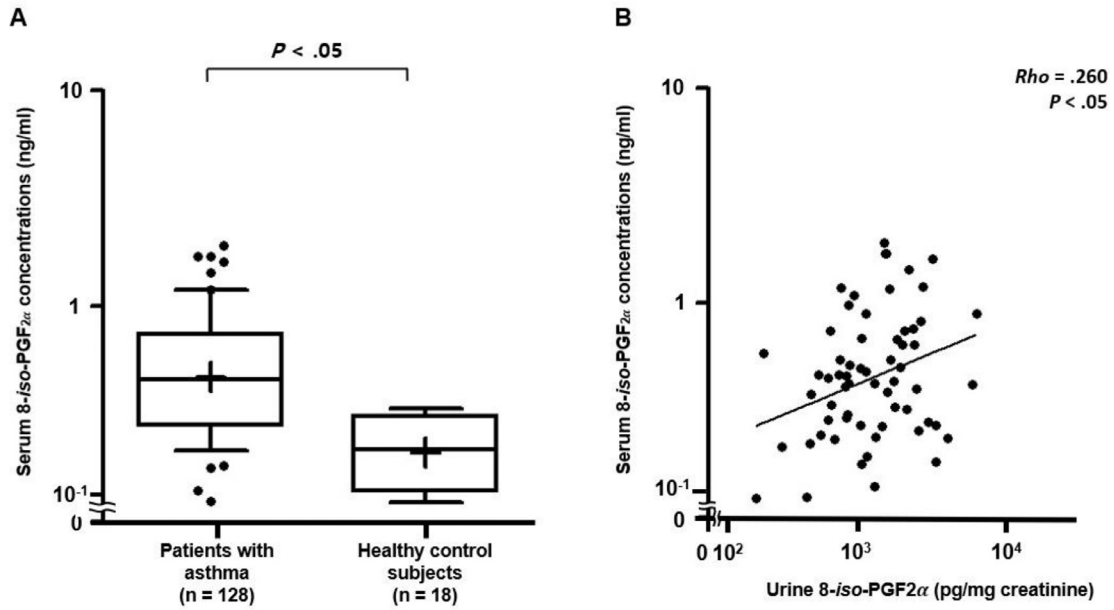 A
P < .05
Serum 8-iso-PGF2α concentrations (ng/ml)
10
1
10-1
0
Patients with
asthma
(n = 128)
Healthy control
subjects
(n = 18)
B
Rho = .260
P < .05
Serum 8-iso-PGF2α concentrations (ng/ml)
10
1
10-1
0
0 10²
10³
10⁴
Urine 8-iso-PGF2α (pg/mg creatinine)